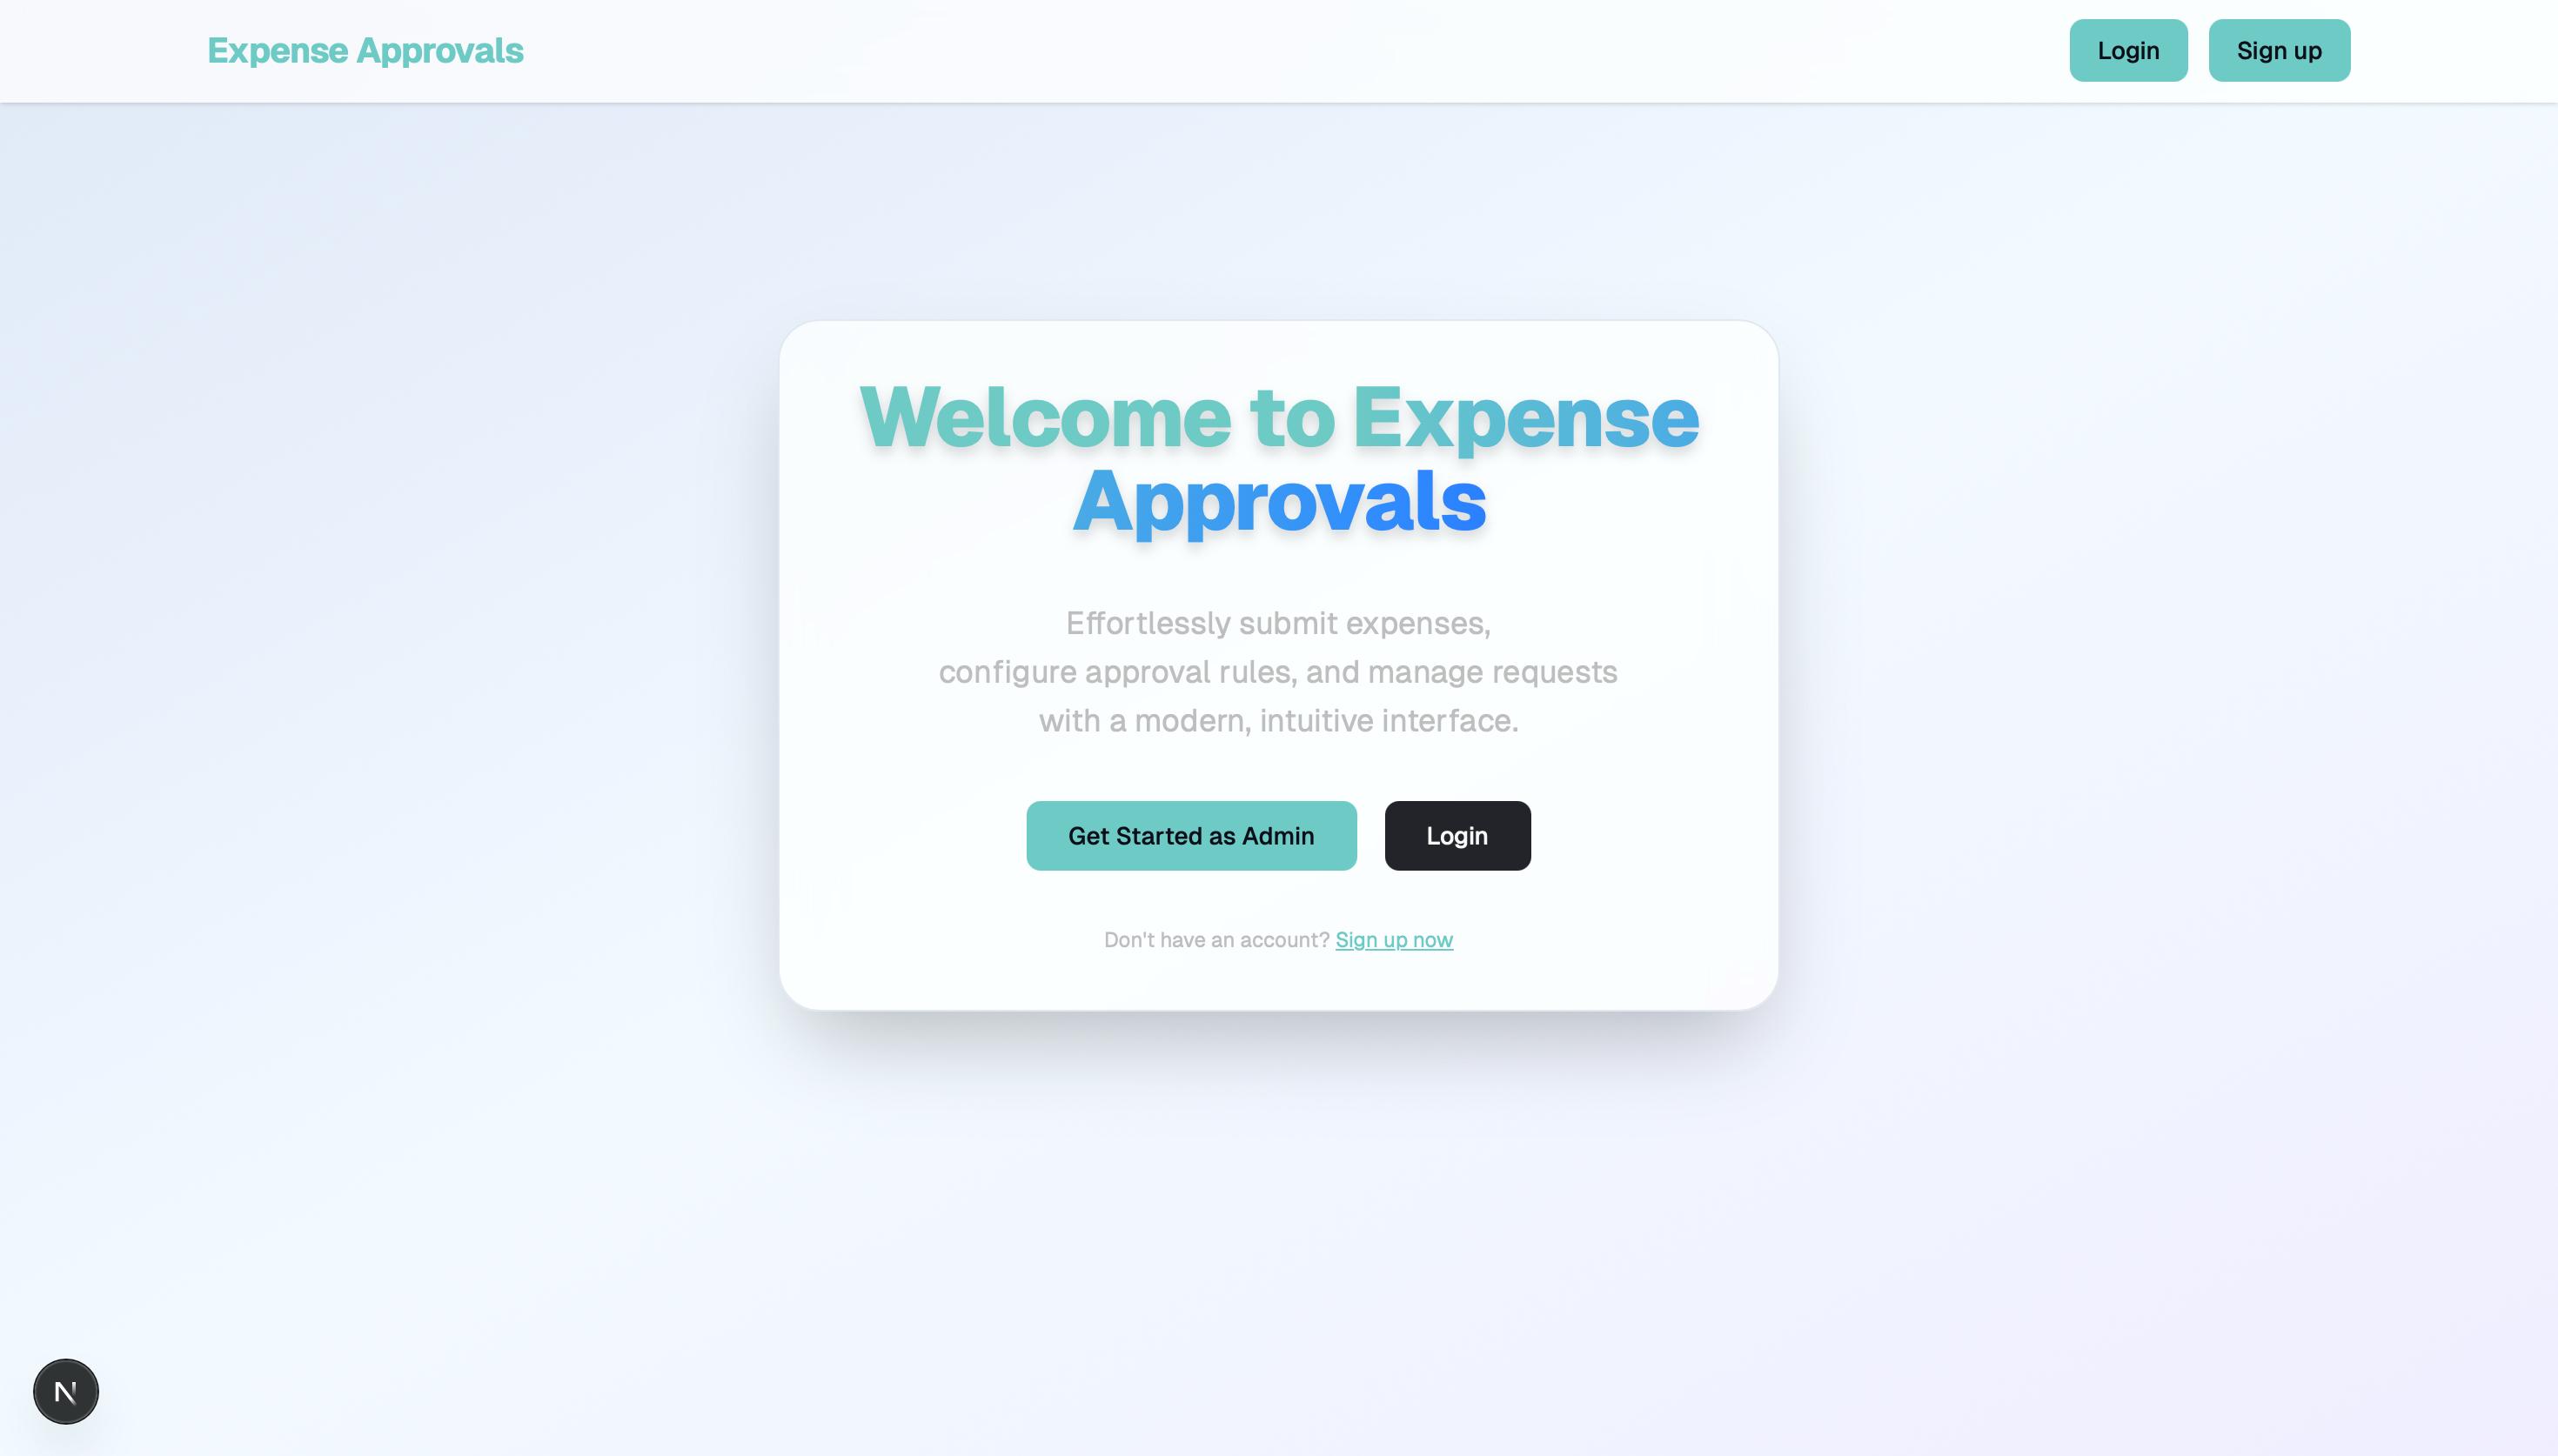 Expense Approvals
Login
Sign up
Welcome to Expense
Approvals
Effortlessly submit expenses,
configure approval rules, and manage requests
with a modern, intuitive interface.
Get Started as Admin
Login
Don't have an account? Sign up now
N